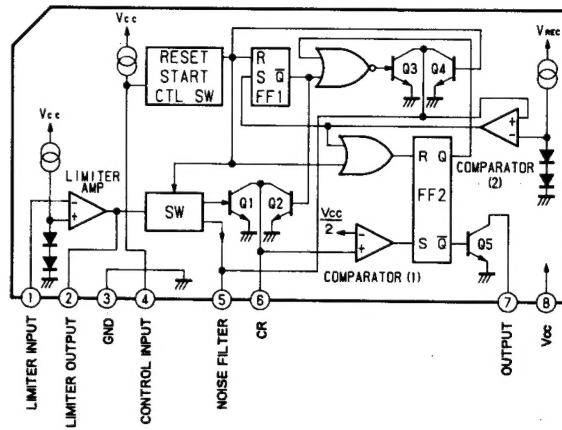 Vcc
RESET
START
CTL SW
R
S Q̅
FF1
Q3
Q4
VREC
Vcc
LIMITER
AMP
-
+
SW
Q1
Q2
Vcc
2
-
+
COMPARATOR (1)
R Q
FF2
S Q̅
+
-
COMPARATOR
(2)
Q5
1
2
3
4
5
6
7
8
LIMITER INPUT
LIMITER OUTPUT
GND
CONTROL INPUT
NOISE FILTER
CR
OUTPUT
Vcc